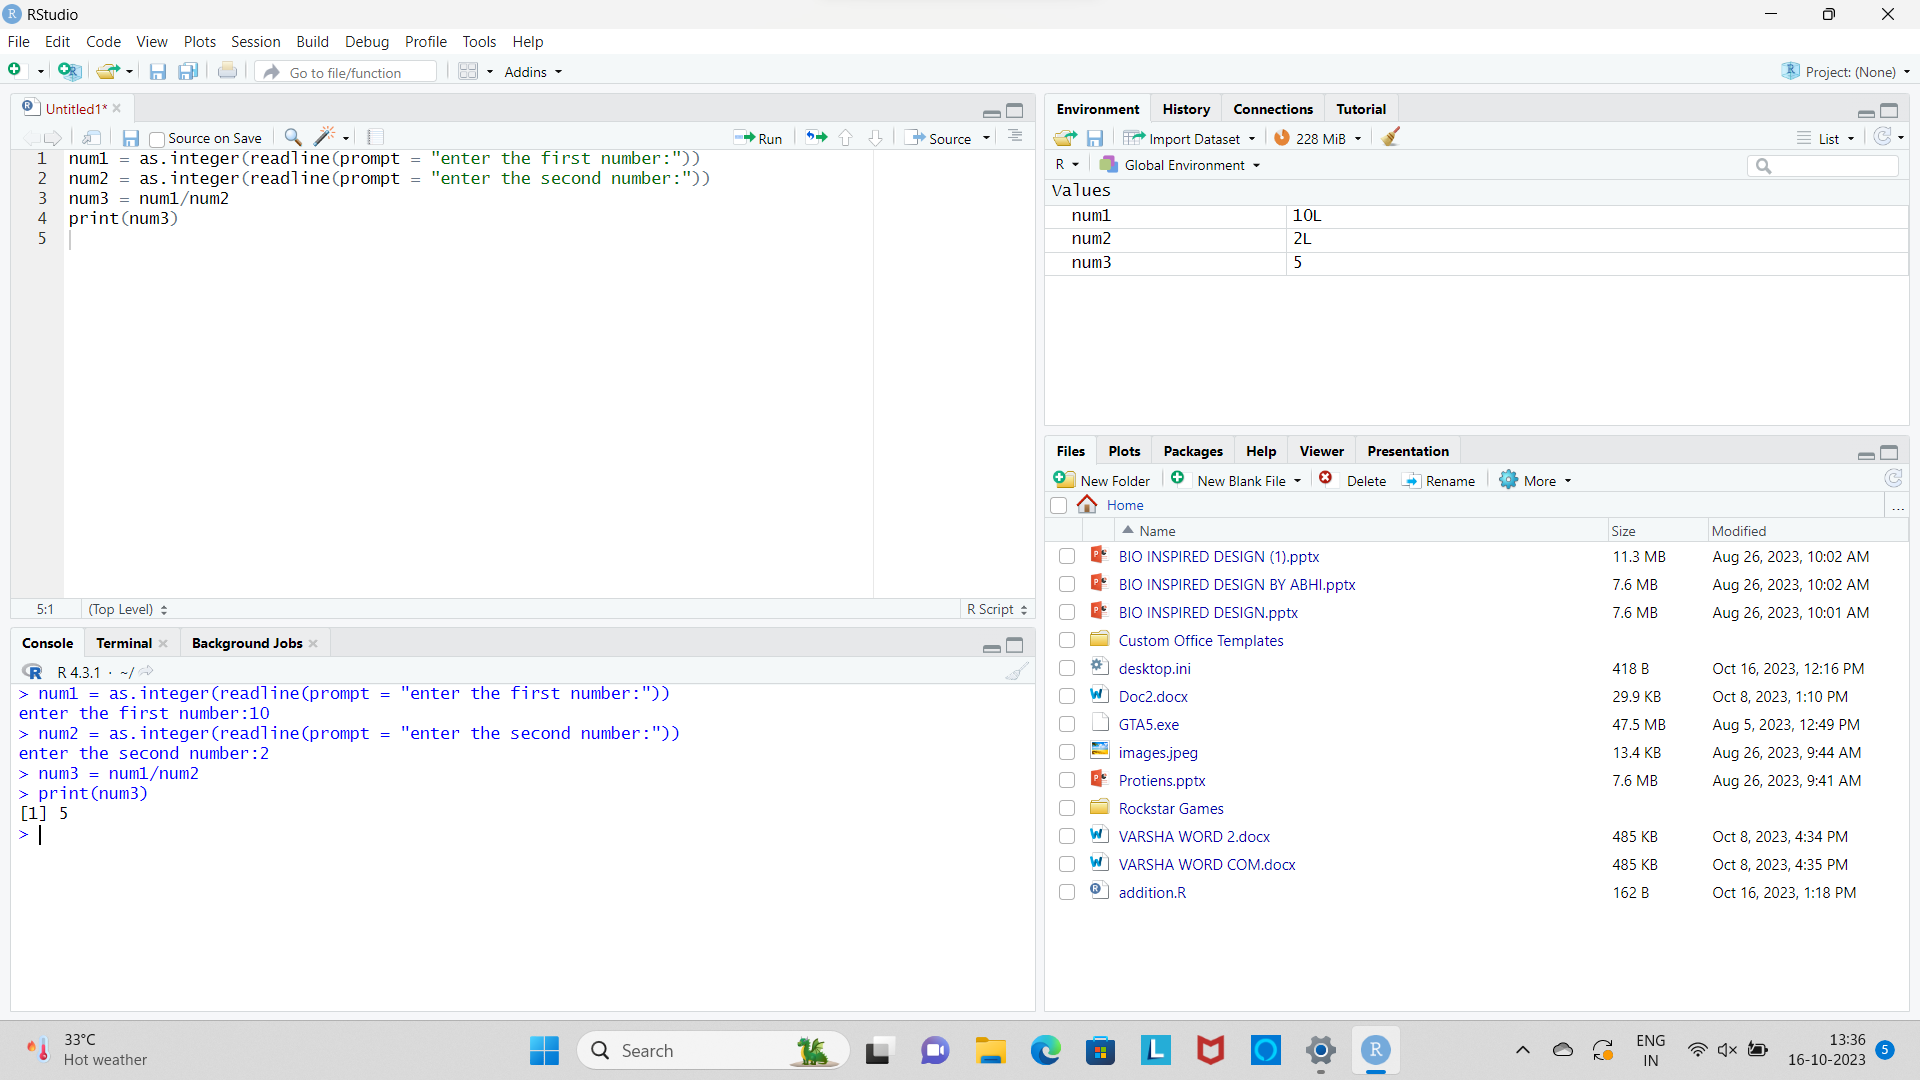 RStudio
File Edit Code View Plots Session Build Debug Profile Tools Help
Go to file/function Addins Project: (None)
Untitled1*
Source on Save Run Source
1 num1 = as.integer(readline(prompt = "enter the first number:"))
2 num2 = as.integer(readline(prompt = "enter the second number:"))
3 num3 = num1/num2
4 print(num3)
5
5:1 (Top Level) R Script
Console Terminal Background Jobs
R 4.3.1 · ~/
> num1 = as.integer(readline(prompt = "enter the first number:"))
enter the first number:10
> num2 = as.integer(readline(prompt = "enter the second number:"))
enter the second number:2
> num3 = num1/num2
> print(num3)
[1] 5
>
Environment History Connections Tutorial
Import Dataset 228 MiB List
R Global Environment
Values
num1 10L
num2 2L
num3 5
Files Plots Packages Help Viewer Presentation
New Folder New Blank File Delete Rename More
Home ...
Name Size Modified
BIO INSPIRED DESIGN (1).pptx 11.3 MB Aug 26, 2023, 10:02 AM
BIO INSPIRED DESIGN BY ABHI.pptx 7.6 MB Aug 26, 2023, 10:02 AM
BIO INSPIRED DESIGN.pptx 7.6 MB Aug 26, 2023, 10:01 AM
Custom Office Templates
desktop.ini 418 B Oct 16, 2023, 12:16 PM
Doc2.docx 29.9 KB Oct 8, 2023, 1:10 PM
GTA5.exe 47.5 MB Aug 5, 2023, 12:49 PM
images.jpeg 13.4 KB Aug 26, 2023, 9:44 AM
Protiens.pptx 7.6 MB Aug 26, 2023, 9:41 AM
Rockstar Games
VARSHA WORD 2.docx 485 KB Oct 8, 2023, 4:34 PM
VARSHA WORD COM.docx 485 KB Oct 8, 2023, 4:35 PM
addition.R 162 B Oct 16, 2023, 1:18 PM
33°C
Hot weather
Search
ENG
IN
13:36
16-10-2023
5